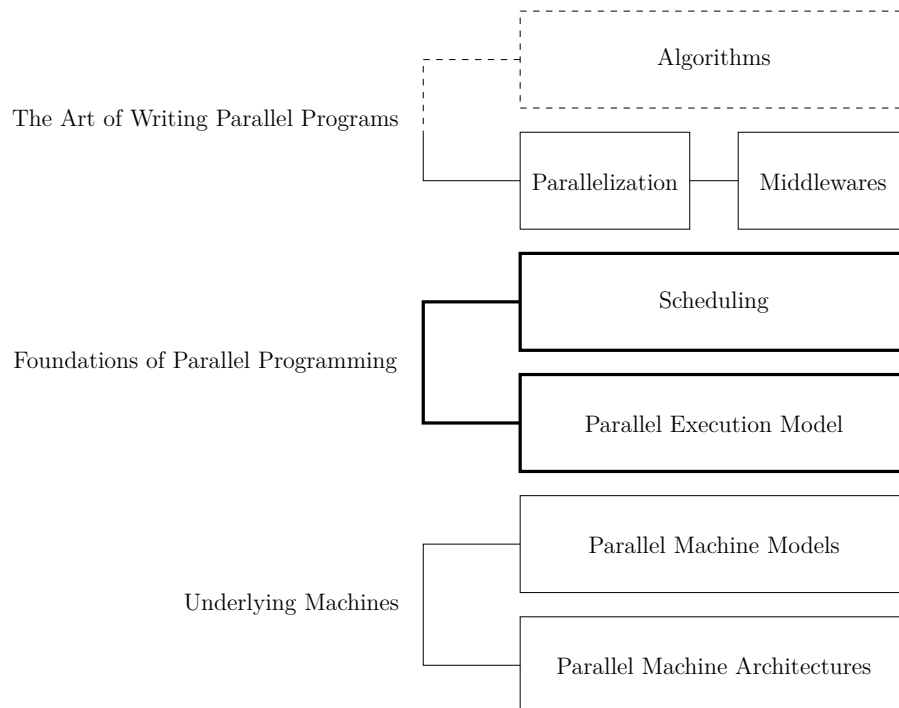 Algorithms
The Art of Writing Parallel Programs
Parallelization
Middlewares
Scheduling
Foundations of Parallel Programming
Parallel Execution Model
Parallel Machine Models
Underlying Machines
Parallel Machine Architectures